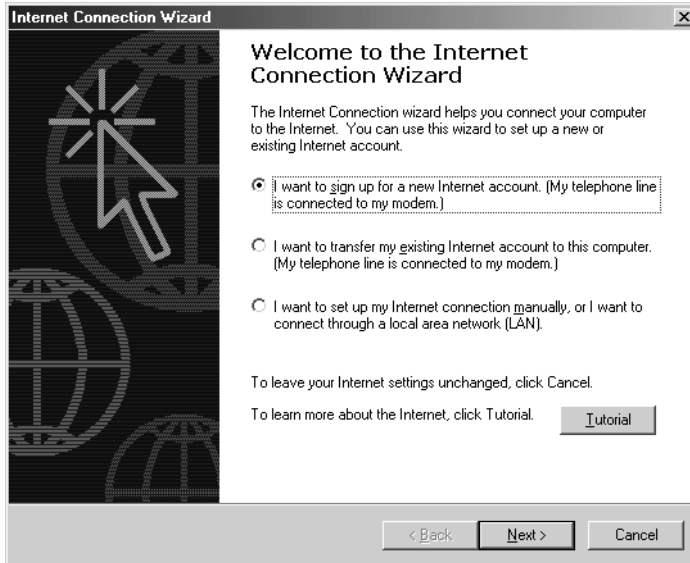 Internet Connection Wizard
Welcome to the Internet
Connection Wizard
The Internet Connection wizard helps you connect your computer
to the Internet. You can use this wizard to set up a new or
existing Internet account.
I want to sign up for a new Internet account. (My telephone line
is connected to my modem.)
I want to transfer my existing Internet account to this computer.
(My telephone line is connected to my modem.)
I want to set up my Internet connection manually, or I want to
connect through a local area network (LAN).
To leave your Internet settings unchanged, click Cancel.
To learn more about the Internet, click Tutorial.
Tutorial
< Back
Next >
Cancel